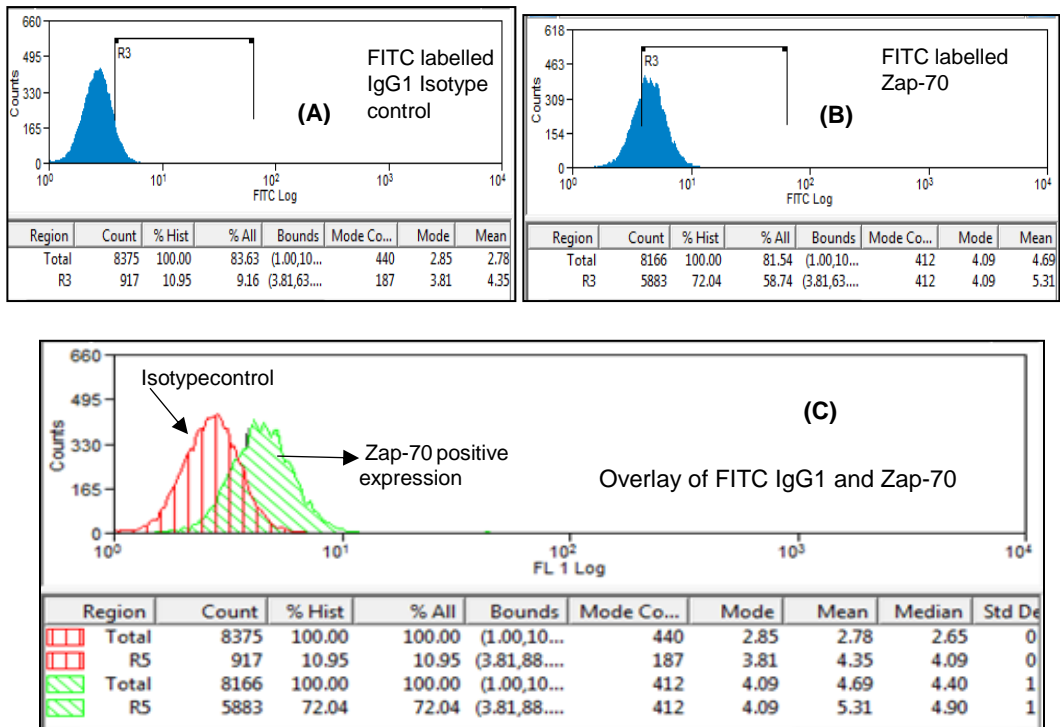 660
495
330
165
0
Counts
R3
FITC labelled
IgG1 Isotype
control
(A)
10⁰ 10¹ 10² 10³ 10⁴
FITC Log
Region Count % Hist % All Bounds Mode Co... Mode Mean
Total 8375 100.00 83.63 (1.00,10... 440 2.85 2.78
R3 917 10.95 9.16 (3.81,63.... 187 3.81 4.35
618
463
309
154
0
Counts
R3
FITC labelled
Zap-70
(B)
10⁰ 10¹ 10² 10³ 10⁴
FITC Log
Region Count % Hist % All Bounds Mode Co... Mode Mean
Total 8166 100.00 81.54 (1.00,10... 412 4.09 4.69
R3 5883 72.04 58.74 (3.81,63.... 412 4.09 5.31
660
495
330
165
0
Counts
Isotypecontrol
Zap-70 positive
expression
(C)
Overlay of FITC IgG1 and Zap-70
10⁰ 10¹ 10² 10³ 10⁴
FL 1 Log
Region Count % Hist % All Bounds Mode Co... Mode Mean Median Std De
Total 8375 100.00 100.00 (1.00,10... 440 2.85 2.78 2.65 0
R5 917 10.95 10.95 (3.81,88.... 187 3.81 4.35 4.09 0
Total 8166 100.00 100.00 (1.00,10... 412 4.09 4.69 4.40 1
R5 5883 72.04 72.04 (3.81,88.... 412 4.09 5.31 4.90 1